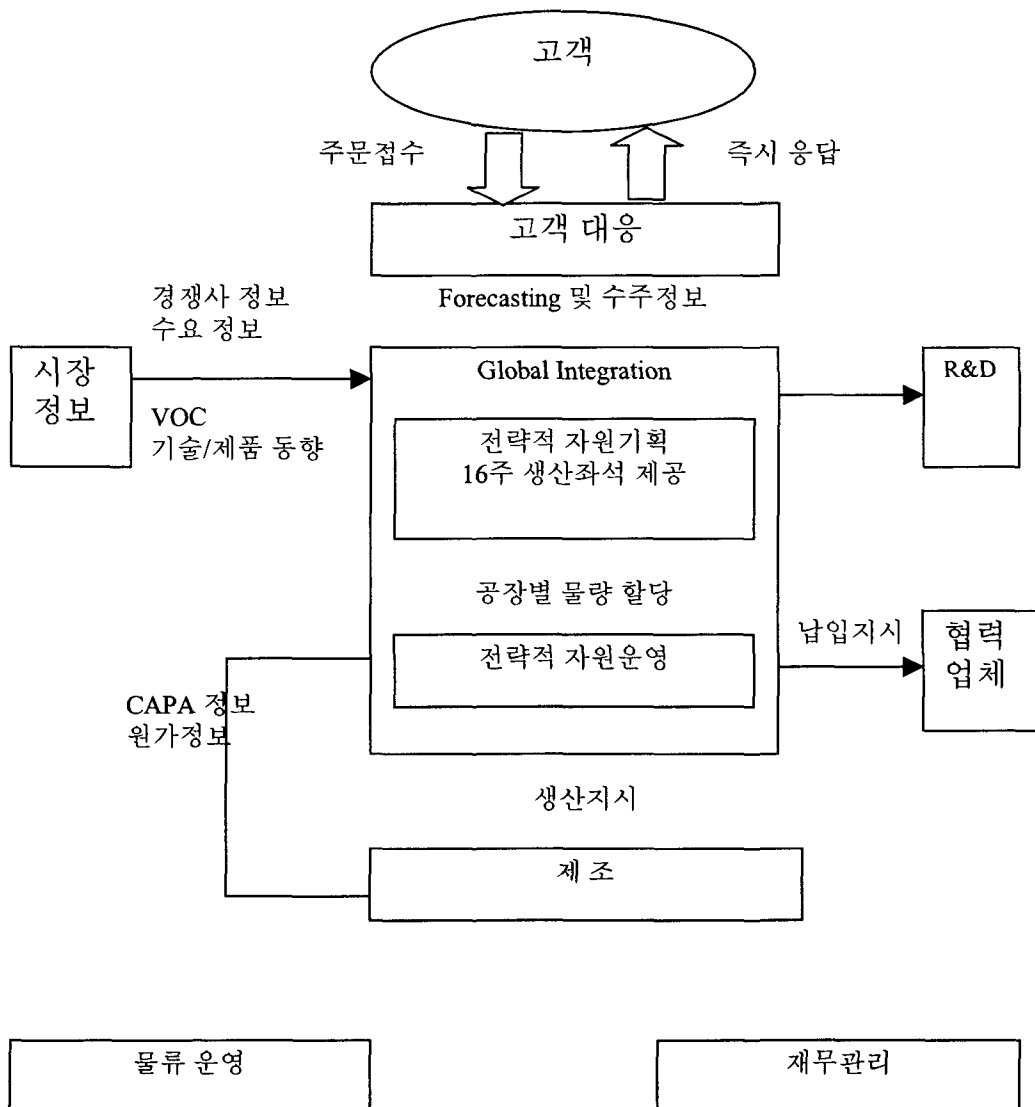 고객
주문접수
즉시 응답
고객 대응
경쟁사 정보
수요 정보
Forecasting 및 수주정보
시장
정보
VOC
기술/제품 동향
Global Integration
R&D
전략적 자원기획
16주 생산좌석 제공
공장별 물량 할당
납입지시
협력
업체
전략적 자원운영
CAPA 정보
원가정보
생산지시
제 조
물류 운영
재무관리